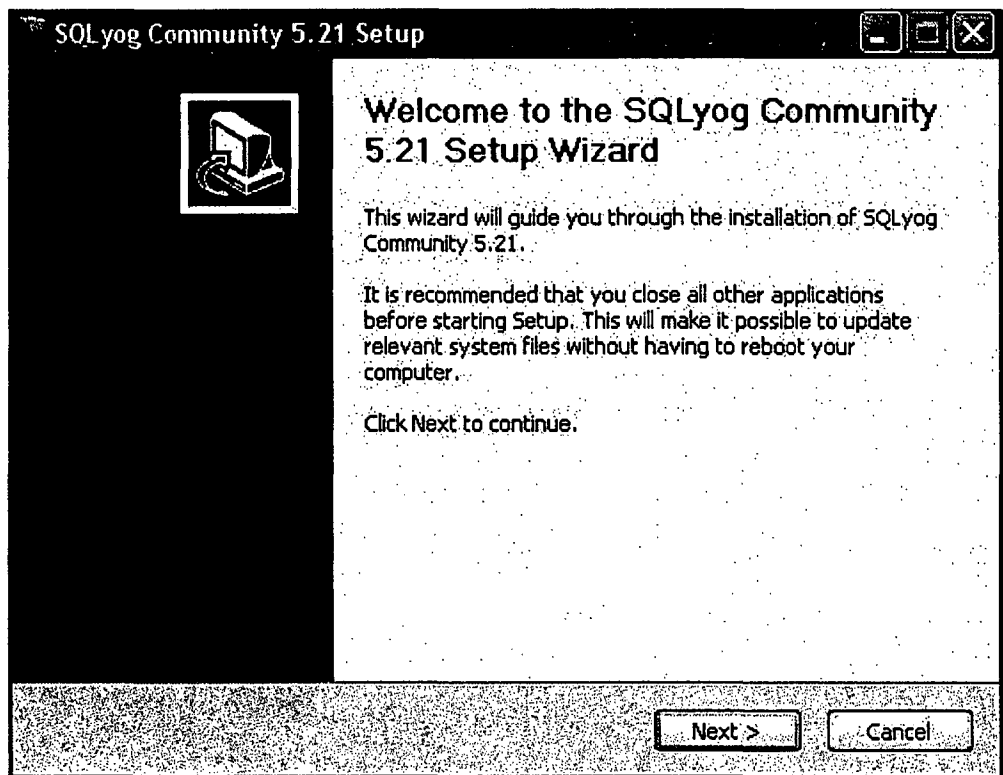 SQLyog Community 5.21 Setup
Welcome to the SQLyog Community
5.21 Setup Wizard
This wizard will guide you through the installation of SQLyog
Community 5.21.
It is recommended that you close all other applications
before starting Setup. This will make it possible to update
relevant system files without having to reboot your
computer.
Click Next to continue.
Next >
Cancel